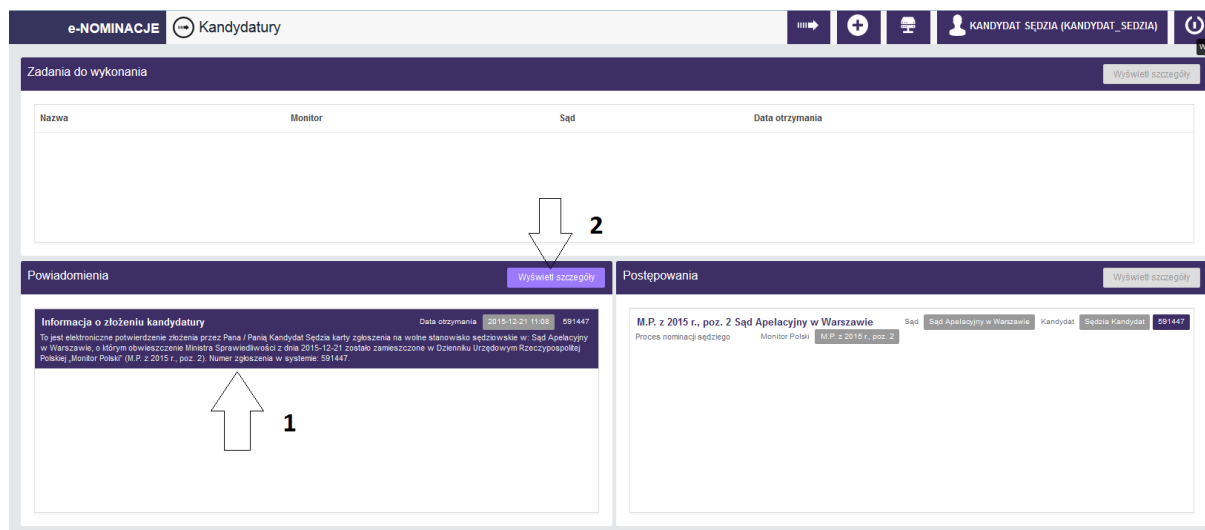 e-NOMINACJE Kandydatury KANDYDAT SĘDZIA (KANDYDAT_SEDZIA)
Zadania do wykonania Wyświetl szczegóły
Nazwa Monitor Sąd Data otrzymania
2
Powiadomienia Wyświetl szczegóły Postępowania Wyświetl szczegóły
Informacja o złożeniu kandydatury Data otrzymania 2015-12-21 11:08 591447
To jest elektroniczne potwierdzenie złożenia przez Pana / Panią Kandydat Sędzia karty zgłoszenia na wolne stanowisko sędziowskie w: Sąd Apelacyjny
w Warszawie, o którym obwieszczenie Ministra Sprawiedliwości z dnia 2015-12-21 zostało zamieszczone w Dzienniku Urzędowym Rzeczypospolitej
Polskiej „Monitor Polski" (M.P. z 2015 r., poz. 2). Numer zgłoszenia w systemie: 591447.
M.P. z 2015 r., poz. 2 Sąd Apelacyjny w Warszawie Sąd Sąd Apelacyjny w Warszawie Kandydat Sędzia Kandydat 591447
Proces nominacji sędziego Monitor Polski M.P. z 2015 r., poz. 2
1